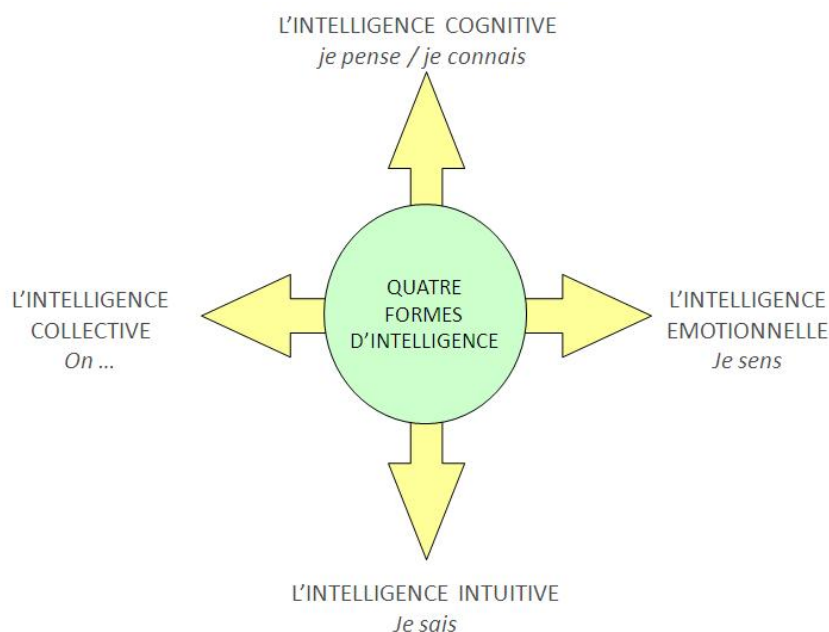 L’INTELLIGENCE COGNITIVE
je pense / je connais
QUATRE
FORMES
D’INTELLIGENCE
L’INTELLIGENCE
COLLECTIVE
On ...
L’INTELLIGENCE
EMOTIONNELLE
Je sens
L’INTELLIGENCE INTUITIVE
Je sais